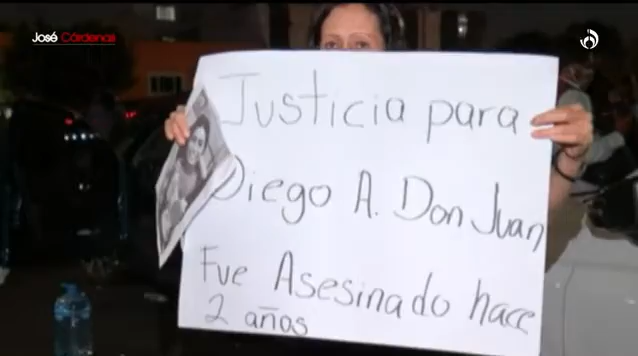 José Cárdenas
Justicia para
Diego A. Don Juan
Fue Asesinado hace
2 años